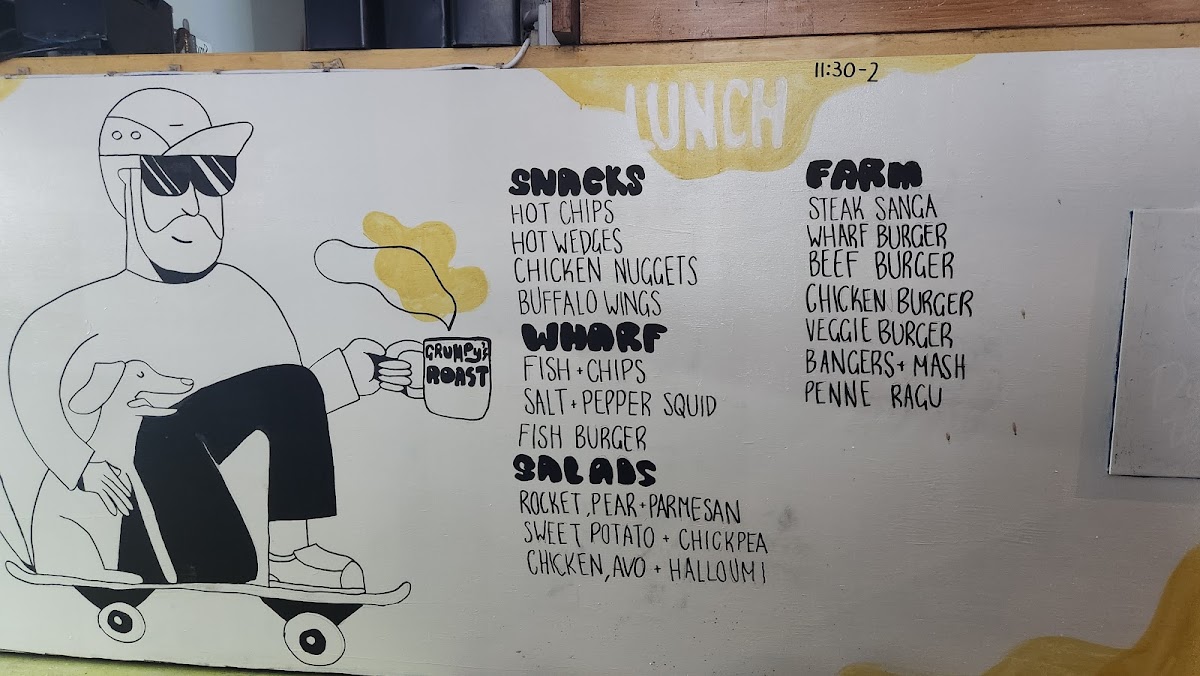 11:30-2
LUNCH
SNACKS
HOT CHIPS
HOT WEDGES
CHICKEN NUGGETS
BUFFALO WINGS
WHARF
FISH + CHIPS
SALT + PEPPER SQUID
FISH BURGER
SALADS
ROCKET, PEAR + PARMESAN
SWEET POTATO + CHICKPEA
CHICKEN, AVO + HALLOUMI
FARM
STEAK SANGA
WHARF BURGER
BEEF BURGER
CHICKEN BURGER
VEGGIE BURGER
BANGERS + MASH
PENNE RAGU
GRUMPY'S
ROAST